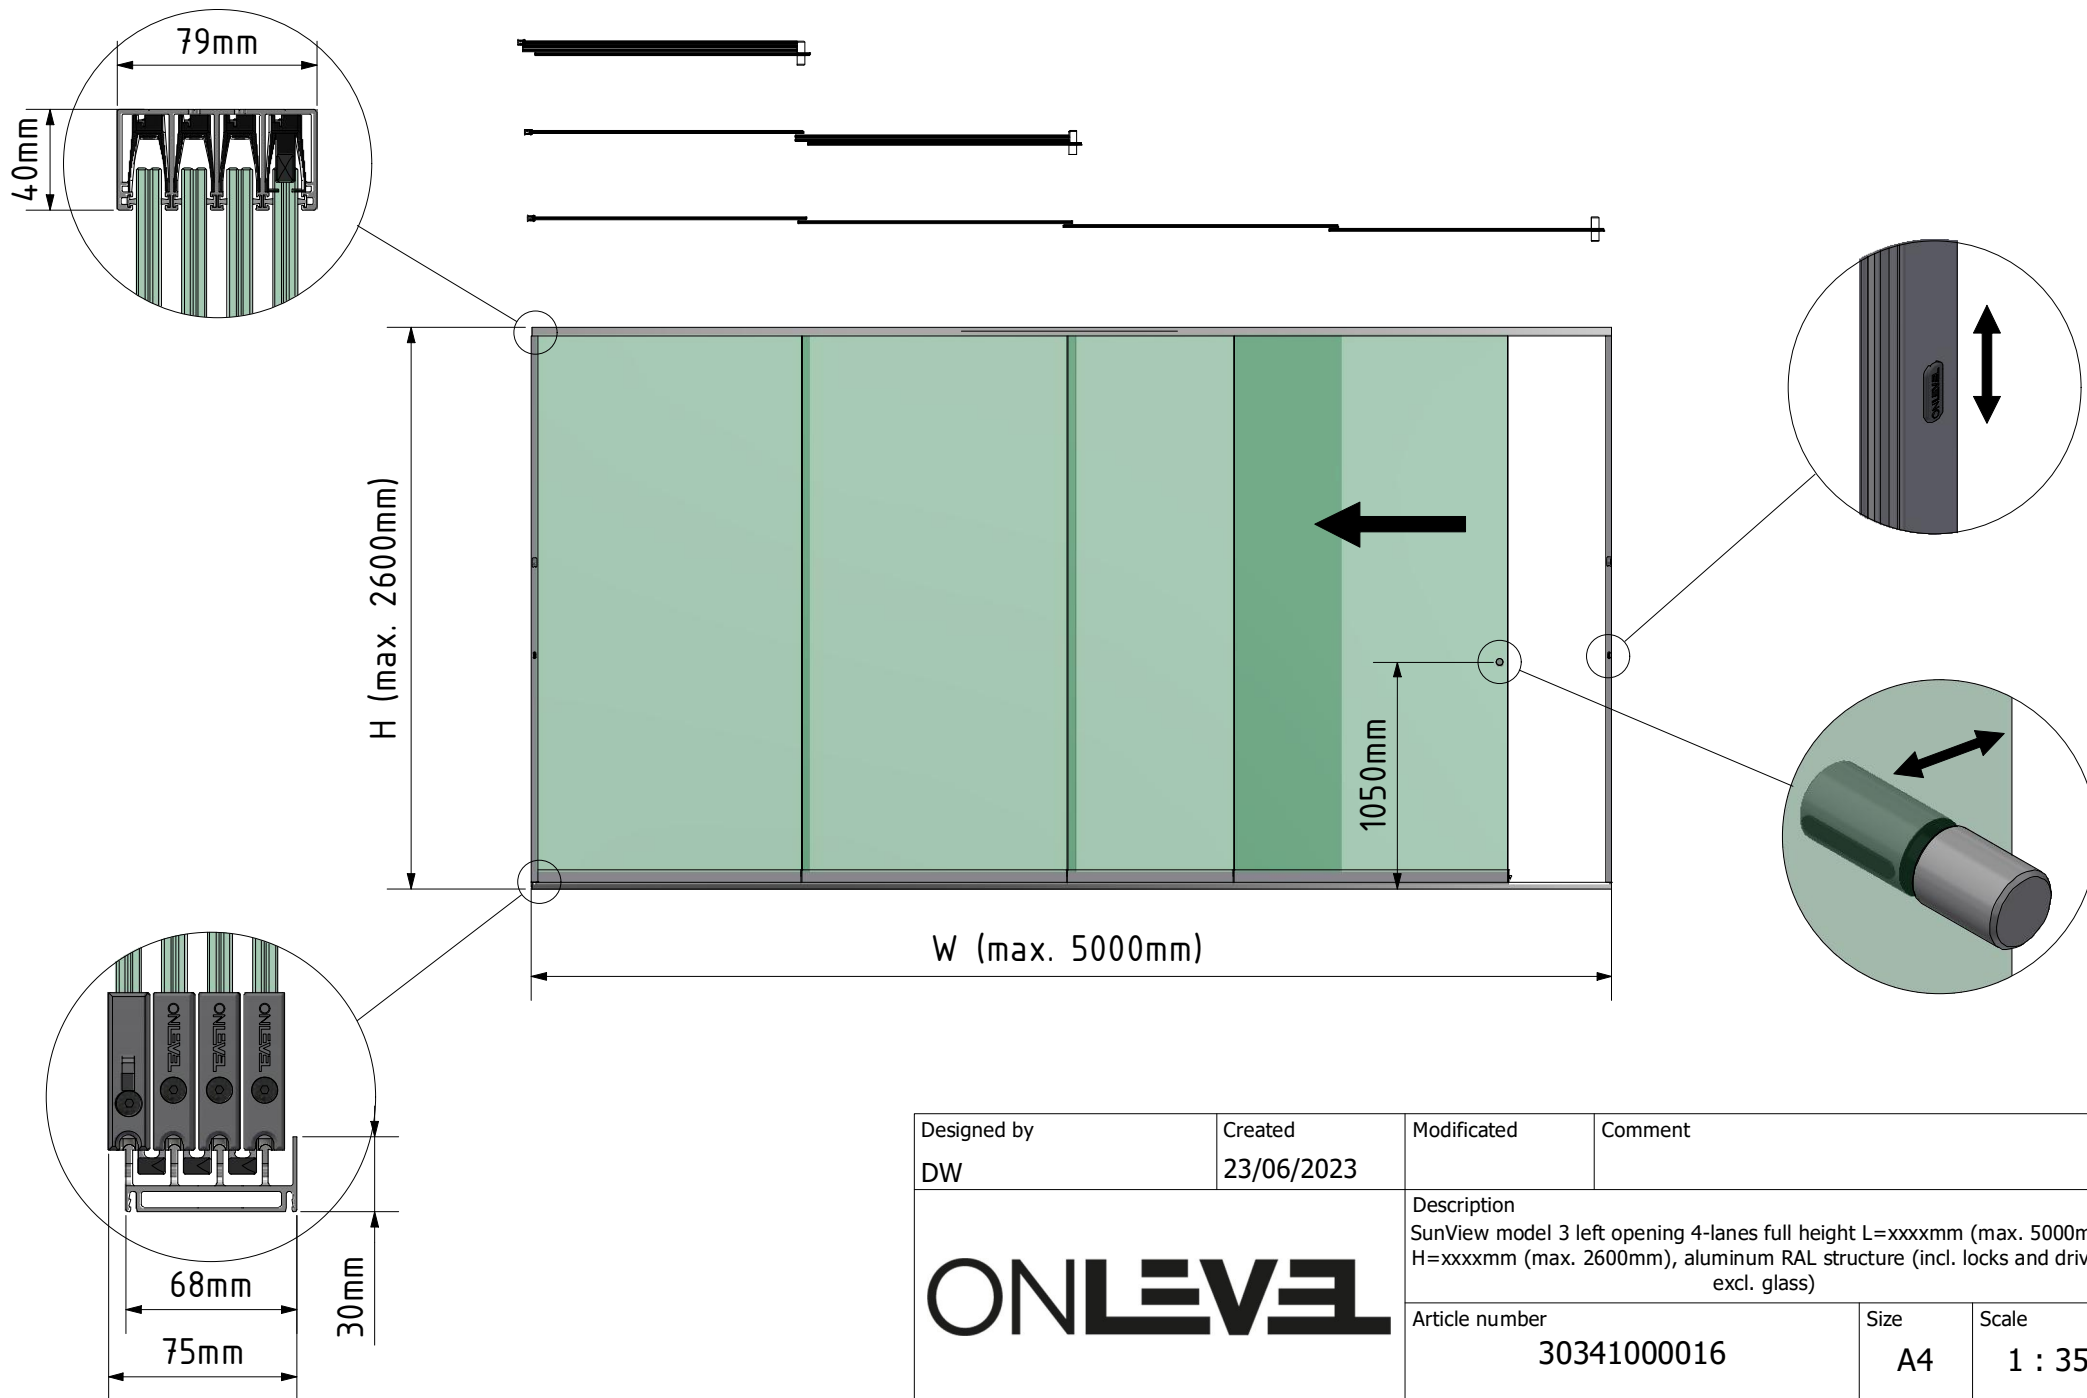 79mm
40mm
H (max. 2600mm)
ONLEVEL
1050mm
W (max. 5000mm)
ONLEVEL
ONLEVEL
ONLEVEL
68mm
75mm
30mm
Designed by
DW
Created
23/06/2023
Modificated
Comment
ONLEVEL
Description
SunView model 3 left opening 4-lanes full height L=xxxxmm (max. 5000m
H=xxxxmm (max. 2600mm), aluminum RAL structure (incl. locks and driv
excl. glass)
Article number
30341000016
Size
A4
Scale
1 : 35